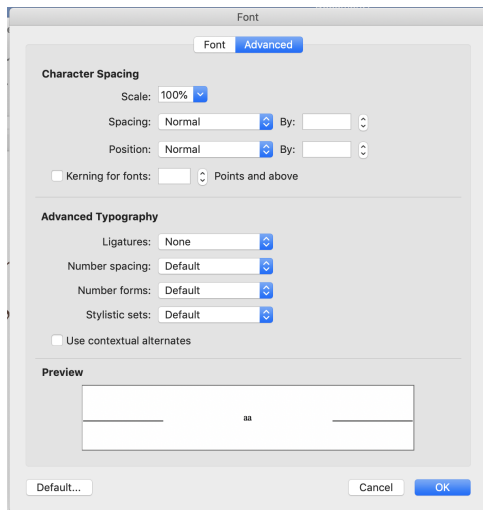 Font
Font Advanced
Character Spacing
Scale: 100%
Spacing: Normal By:
Position: Normal By:
Kerning for fonts: Points and above
Advanced Typography
Ligatures: None
Number spacing: Default
Number forms: Default
Stylistic sets: Default
Use contextual alternates
Preview
aa
Default... Cancel OK